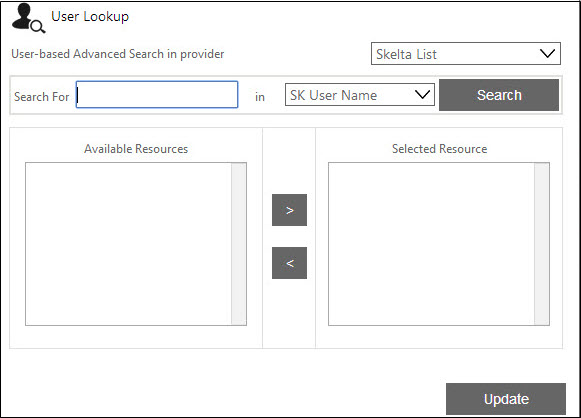 User Lookup
User-based Advanced Search in provider Skelta List
Search For in SK User Name Search
Available Resources Selected Resource
>
<
Update